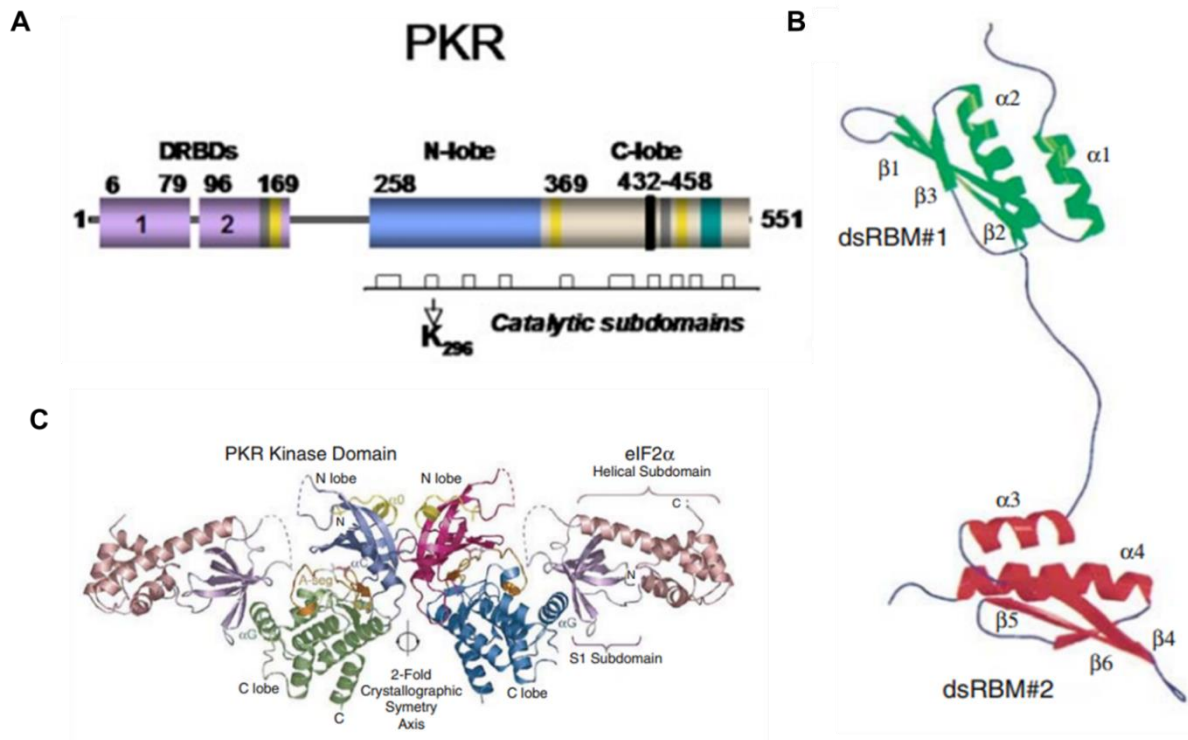 A
PKR
DRBDs N-lobe C-lobe
6 79 96 169 258 369 432-458
1 1 2 551
K296 Catalytic subdomains
B
α2
α1
β1
β3
β2
dsRBM#1
α3
α4
β5
β4
β6
dsRBM#2
C
PKR Kinase Domain eIF2α
N lobe N lobe Helical Subdomain
α0 C
N
αC
A-seg N
αG αG
S1 Subdomain
C lobe 2-Fold C lobe
Crystallographic
C Symetry
Axis